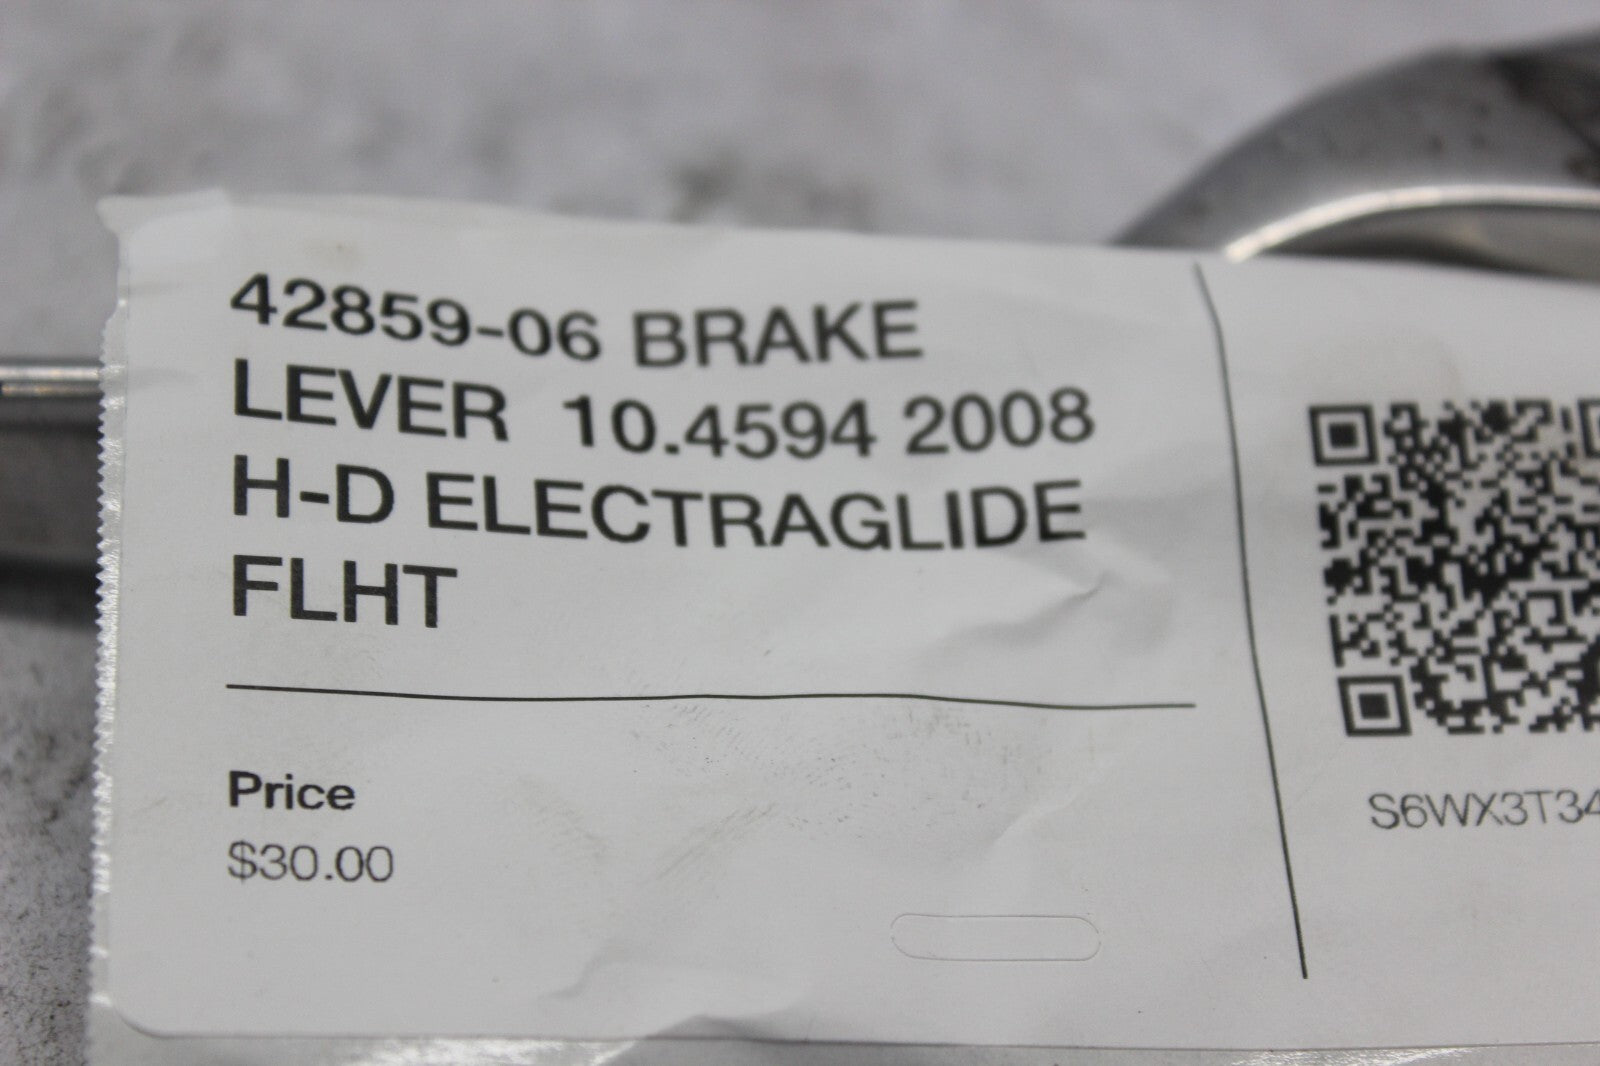 42859-06 BRAKE
LEVER 10.4594 2008
H-D ELECTRAGLIDE
FLHT
Price
$30.00
S6WX3T34